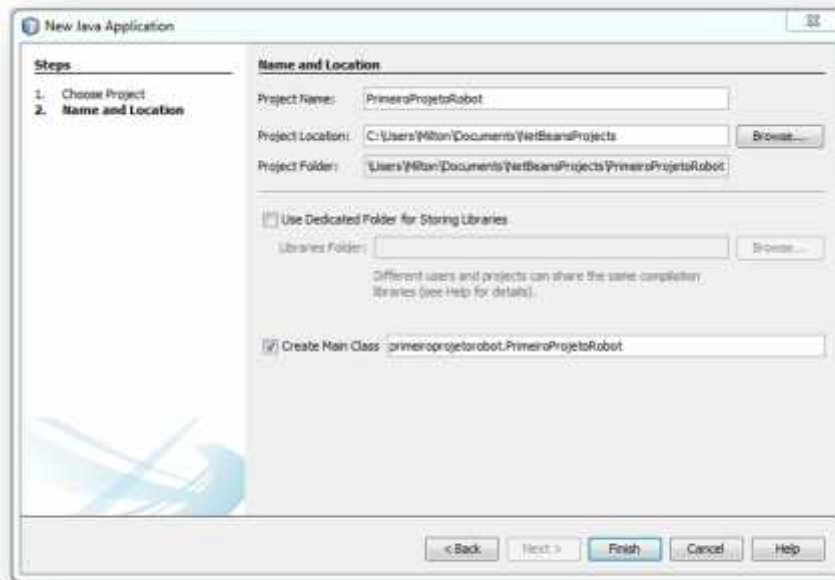 New Java Application
Steps
1. Choose Project
2. Name and Location
Name and Location
Project Name: PrimeiroProjetoRobot
Project Location: C:\Users\Milton\Documents\NetBeansProjects Browse...
Project Folder: \Users\Milton\Documents\NetBeansProjects\PrimeiroProjetoRobot
Use Dedicated Folder for Storing Libraries
Libraries Folder: Browse...
Different users and projects can share the same compilation
libraries (see Help for details).
Create Main Class primeiroprojetorobot.PrimeiroProjetoRobot
< Back Next > Finish Cancel Help